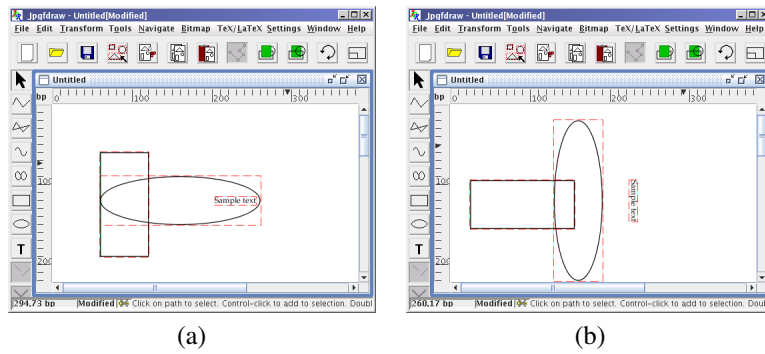 Jpgfdraw - Untitled[Modified]
File Edit Transform Tools Navigate Bitmap TeX/LaTeX Settings Window Help
Untitled
bp 0 100 200 300
100
T
200
Sample text
294.73 bp Modified Click on path to select. Control-click to add to selection. Doubl
(a)
Jpgfdraw - Untitled[Modified]
File Edit Transform Tools Navigate Bitmap TeX/LaTeX Settings Window Help
Untitled
bp 0 100 200 300
100
T
200
Sample text
260.17 bp Modified Click on path to select. Control-click to add to selection. Doubl
(b)